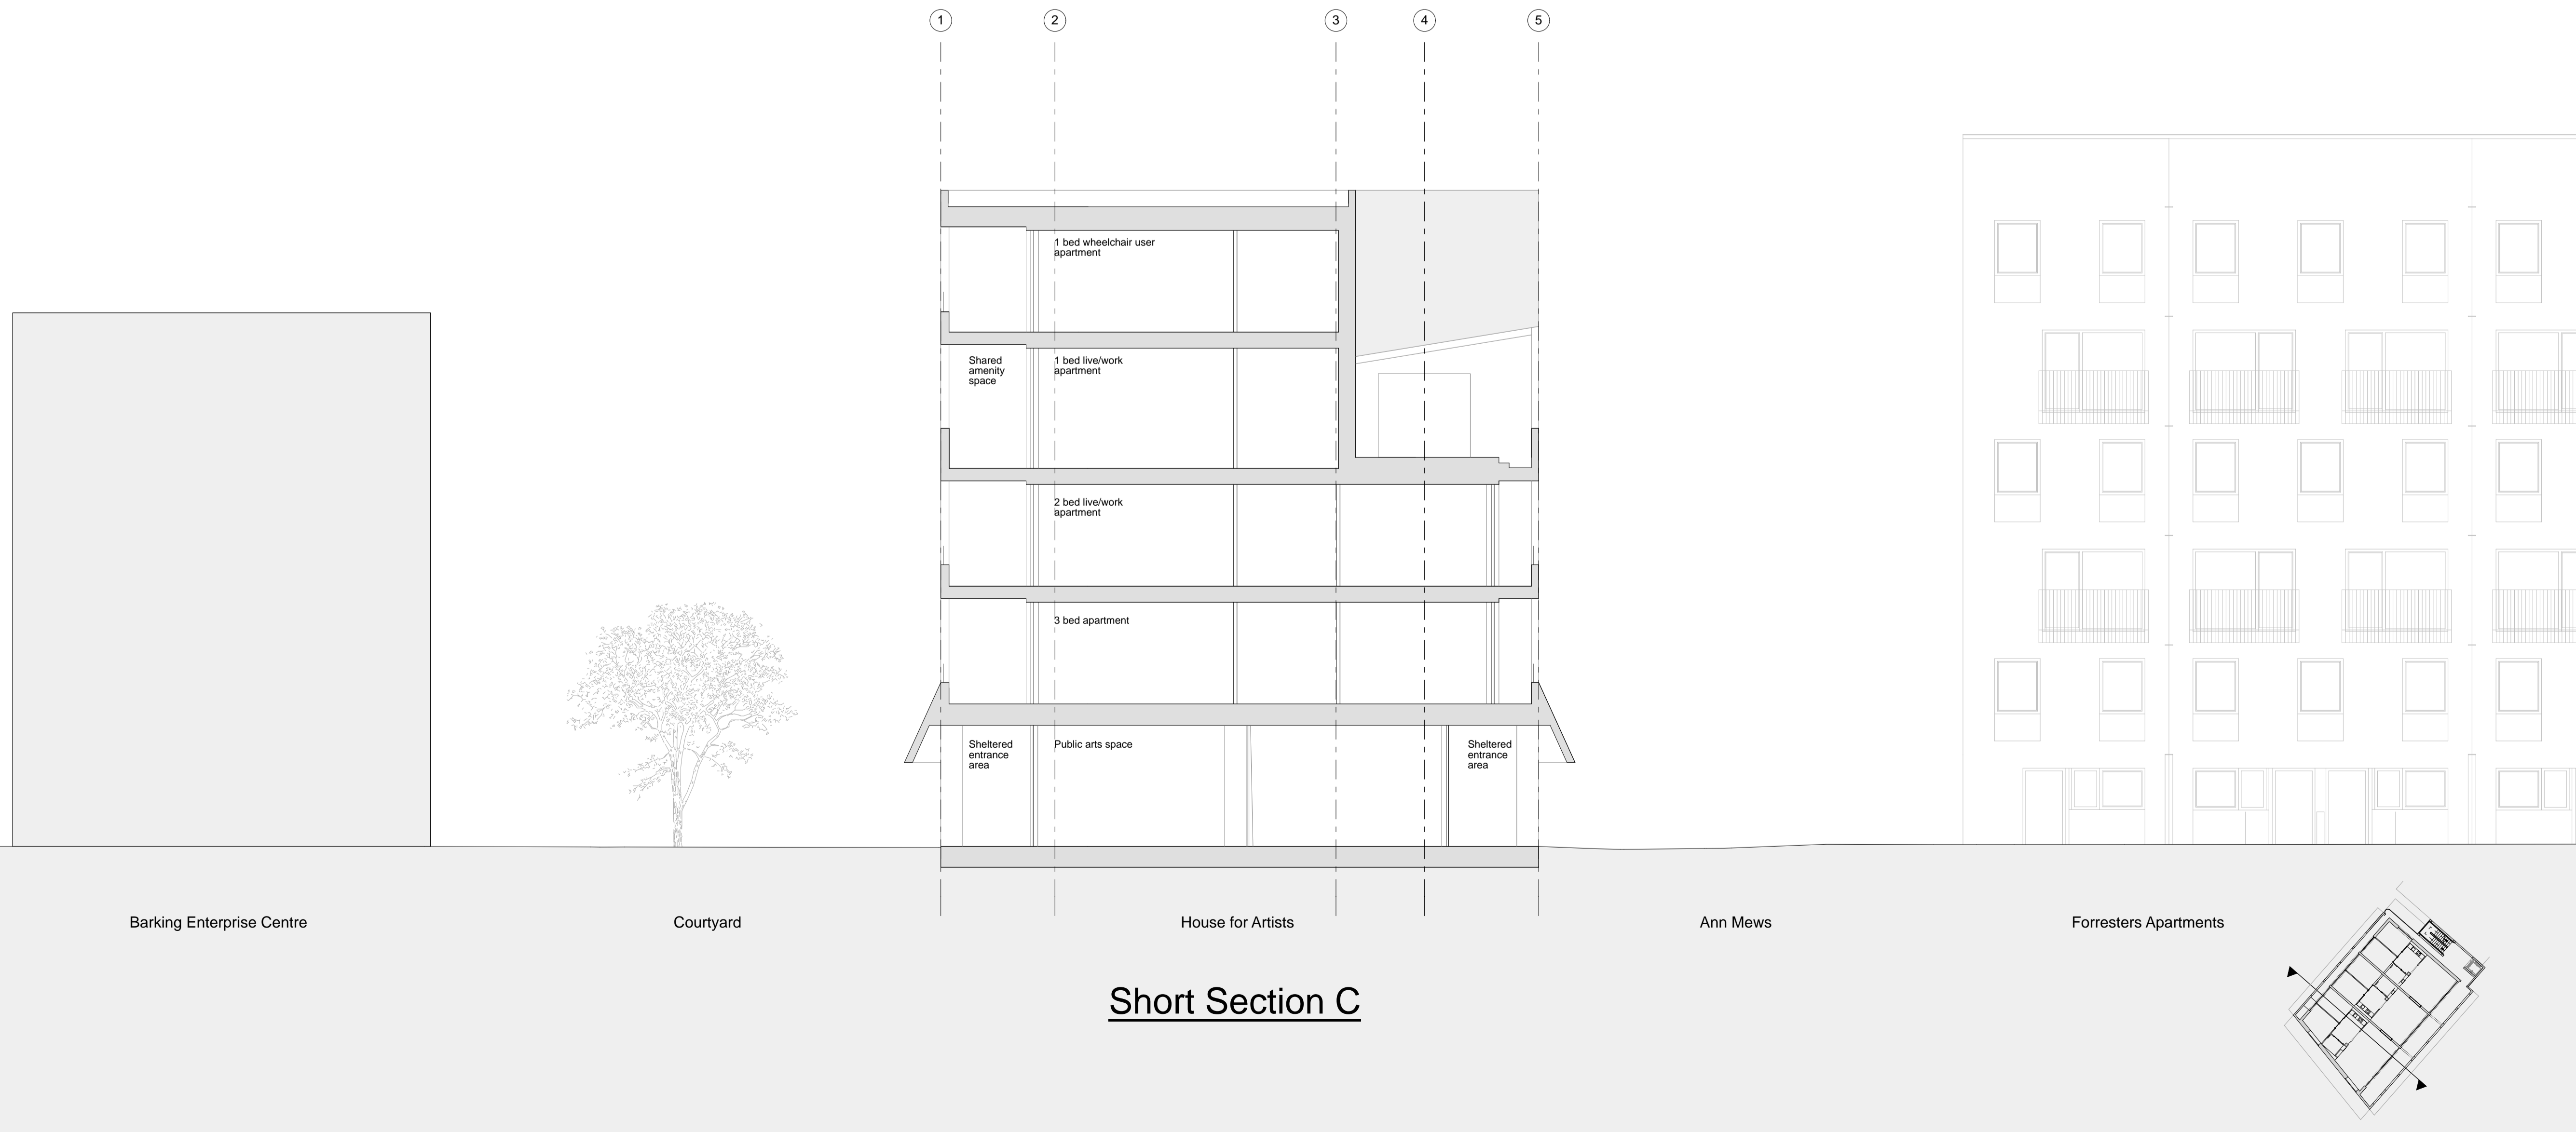 1
2
3
4
5
1 bed wheelchair user
apartment
Shared
amenity
space
1 bed live/work
apartment
2 bed live/work
apartment
3 bed apartment
Sheltered
entrance
area
Public arts space
Sheltered
entrance
area
Barking Enterprise Centre
Courtyard
House for Artists
Ann Mews
Forresters Apartments
Short Section C